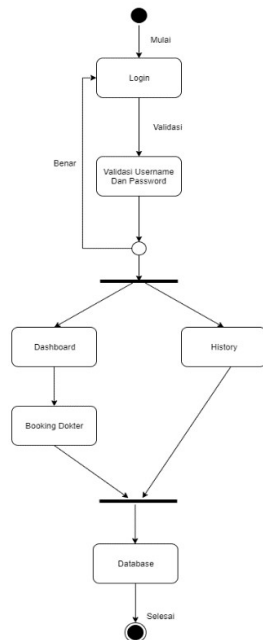 Mulai
Login
Validasi
Benar
Validasi Username
Dan Password
Dashboard
History
Booking Dokter
Database
Selesai